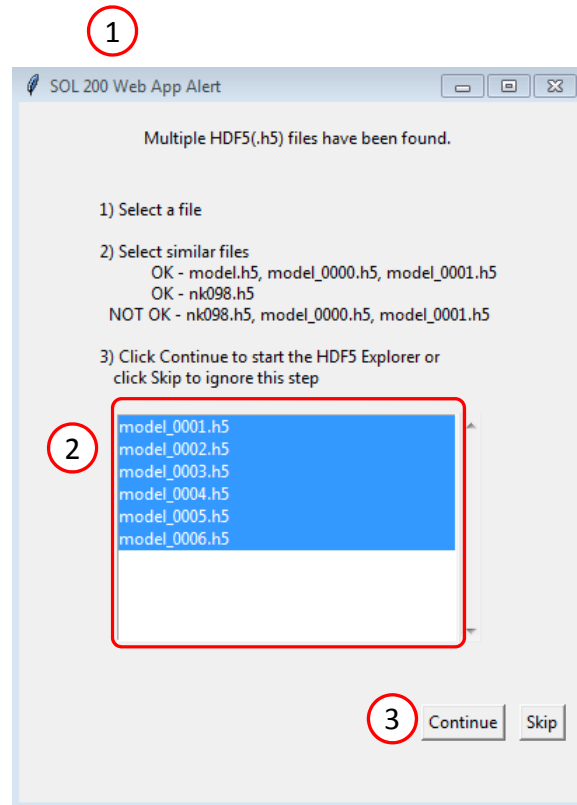 1
SOL 200 Web App Alert
Multiple HDF5(.h5) files have been found.
1) Select a file
2) Select similar files
OK - model.h5, model_0000.h5, model_0001.h5
OK - nk098.h5
NOT OK - nk098.h5, model_0000.h5, model_0001.h5
3) Click Continue to start the HDF5 Explorer or
click Skip to ignore this step
2
model_0001.h5
model_0002.h5
model_0003.h5
model_0004.h5
model_0005.h5
model_0006.h5
3
Continue
Skip